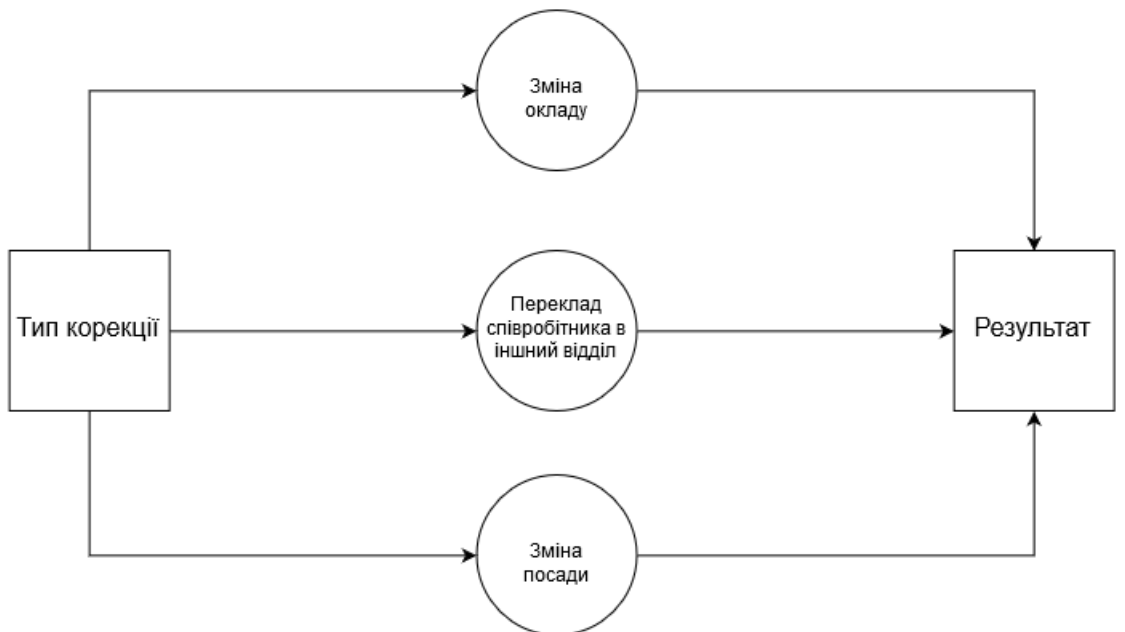 Зміна
окладу
Тип корекції
Переклад
співробітника в
іншний відділ
Результат
Зміна
посади